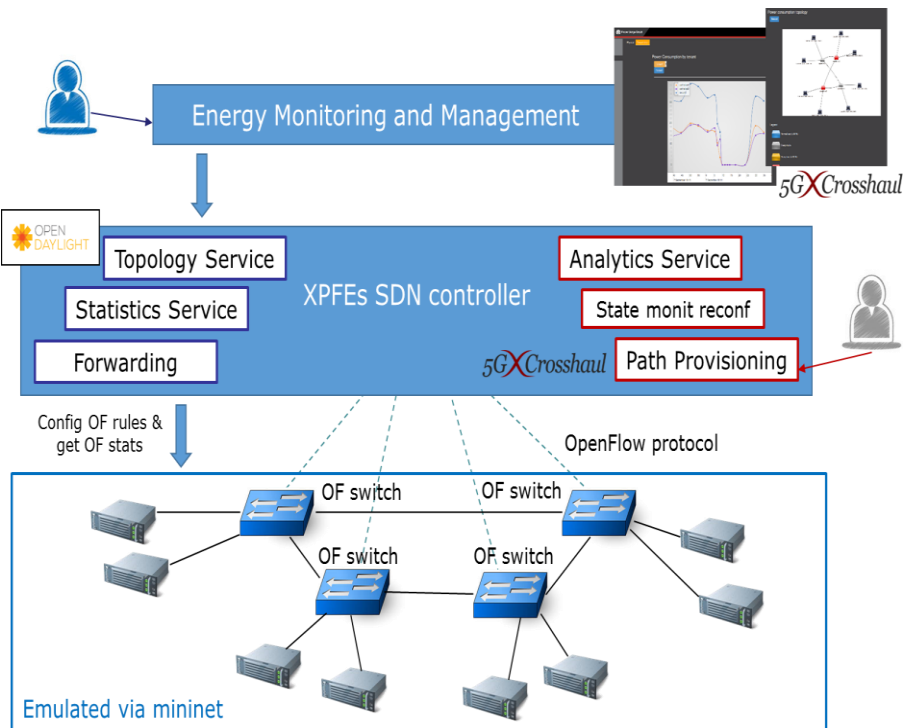 Energy Monitoring and Management
5GXCrosshaul
OPEN
DAYLIGHT
Topology Service
Statistics Service
Forwarding
XPFEs SDN controller
Analytics Service
State monit reconf
Path Provisioning
5GXCrosshaul
Config OF rules &
get OF stats
OpenFlow protocol
OF switch
OF switch
OF switch
OF switch
Emulated via mininet